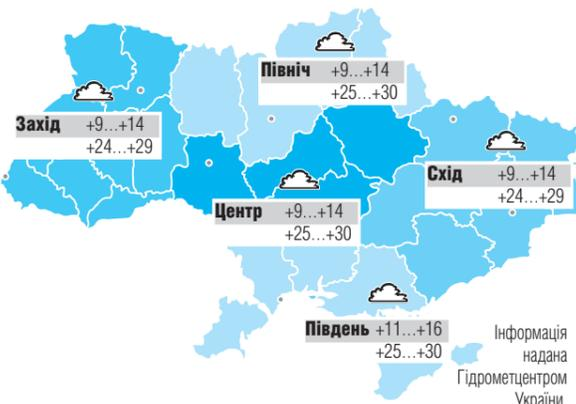 Північ +9...+14
+25...+30
Захід +9...+14
+24...+29
Схід +9...+14
+24...+29
Центр +9...+14
+25...+30
Південь +11...+16
+25...+30
Інформація
надана
Гідрометцентром
України.